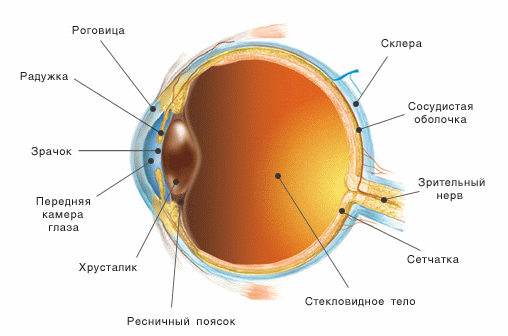 Роговица
Радужка
Зрачок
Передняя
камера
глаза
Хрусталик
Ресничный поясок
Склера
Сосудистая
оболочка
Зрительный
нерв
Сетчатка
Стекловидное тело